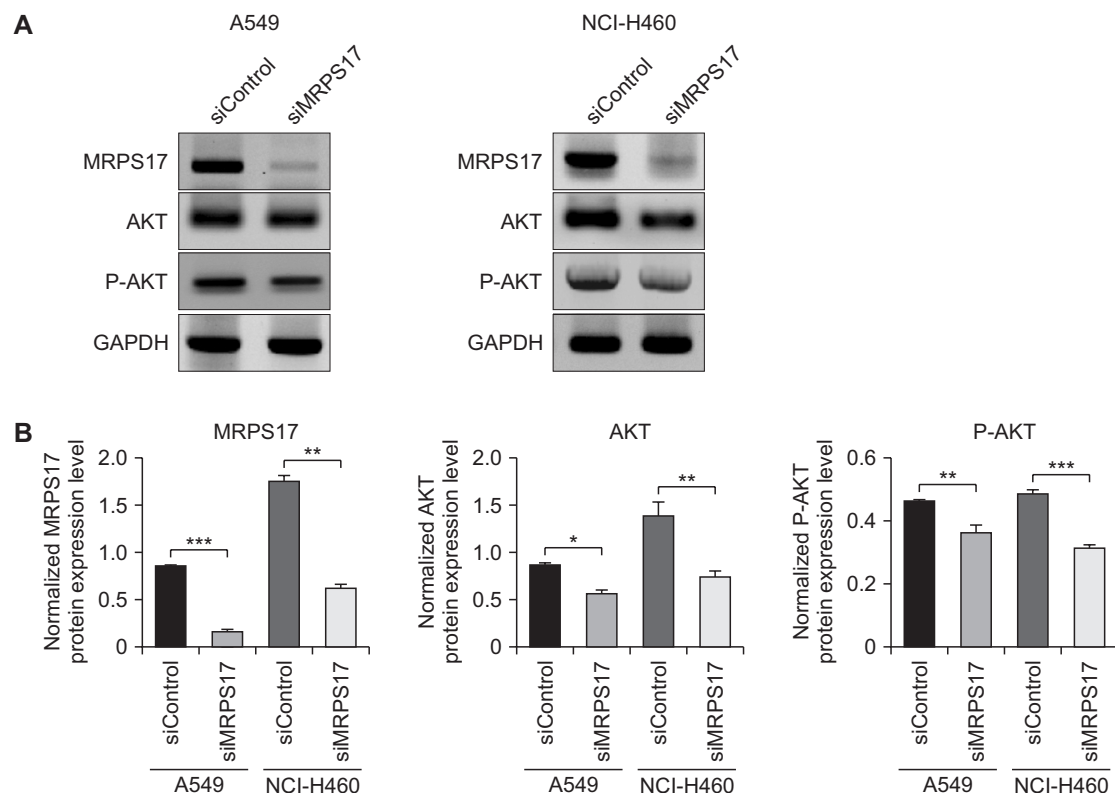 A
A549
NCI-H460
siControl
siMRPS17
siControl
siMRPS17
MRPS17
AKT
P-AKT
GAPDH
MRPS17
AKT
P-AKT
GAPDH
B
MRPS17
Normalized MRPS17
protein expression level
2.0
1.5
1.0
0.5
0
***
**
siControl
siMRPS17
siControl
siMRPS17
A549
NCI-H460
AKT
Normalized AKT
protein expression level
2.0
1.5
1.0
0.5
0
*
**
siControl
siMRPS17
siControl
siMRPS17
A549
NCI-H460
P-AKT
Normalized P-AKT
protein expression level
0.6
0.4
0.2
0
**
***
siControl
siMRPS17
siControl
siMRPS17
A549
NCI-H460